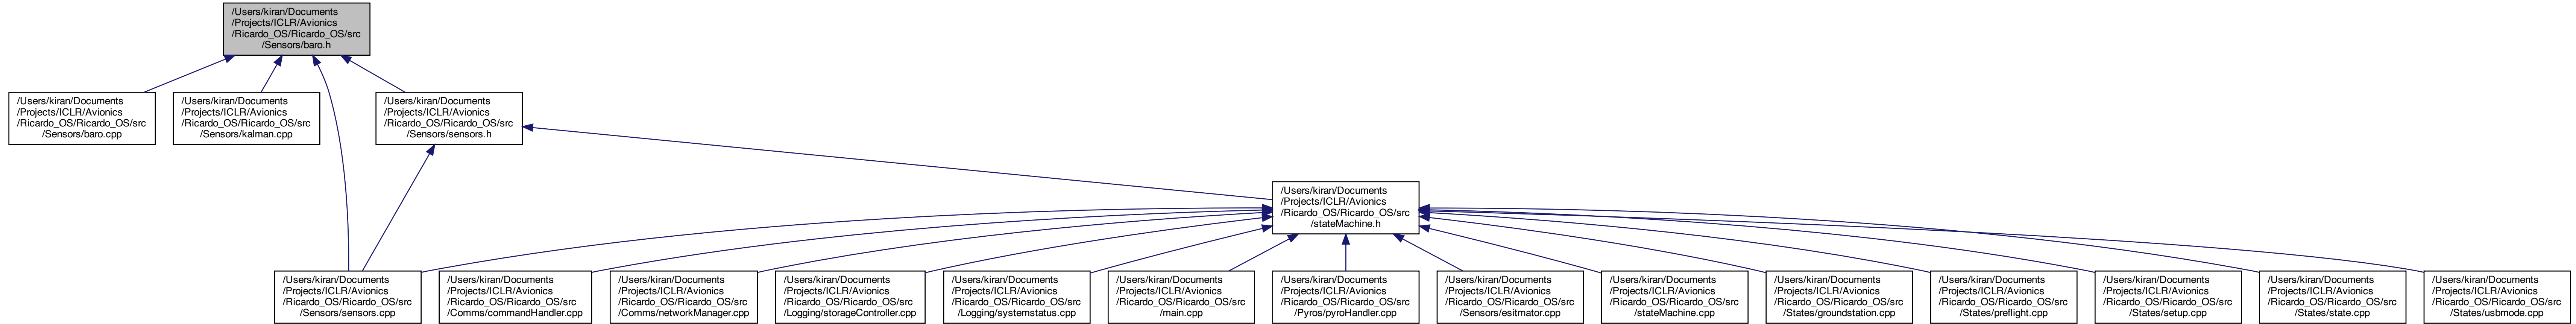 /Users/kiran/Documents
/Projects/ICLR/Avionics
/Ricardo_OS/Ricardo_OS/src
/Sensors/baro.h
/Users/kiran/Documents
/Projects/ICLR/Avionics
/Ricardo_OS/Ricardo_OS/src
/Sensors/baro.cpp
/Users/kiran/Documents
/Projects/ICLR/Avionics
/Ricardo_OS/Ricardo_OS/src
/Sensors/kalman.cpp
/Users/kiran/Documents
/Projects/ICLR/Avionics
/Ricardo_OS/Ricardo_OS/src
/Sensors/sensors.h
/Users/kiran/Documents
/Projects/ICLR/Avionics
/Ricardo_OS/Ricardo_OS/src
/stateMachine.h
/Users/kiran/Documents
/Projects/ICLR/Avionics
/Ricardo_OS/Ricardo_OS/src
/Sensors/sensors.cpp
/Users/kiran/Documents
/Projects/ICLR/Avionics
/Ricardo_OS/Ricardo_OS/src
/Comms/commandHandler.cpp
/Users/kiran/Documents
/Projects/ICLR/Avionics
/Ricardo_OS/Ricardo_OS/src
/Comms/networkManager.cpp
/Users/kiran/Documents
/Projects/ICLR/Avionics
/Ricardo_OS/Ricardo_OS/src
/Logging/storageController.cpp
/Users/kiran/Documents
/Projects/ICLR/Avionics
/Ricardo_OS/Ricardo_OS/src
/Logging/systemstatus.cpp
/Users/kiran/Documents
/Projects/ICLR/Avionics
/Ricardo_OS/Ricardo_OS/src
/main.cpp
/Users/kiran/Documents
/Projects/ICLR/Avionics
/Ricardo_OS/Ricardo_OS/src
/Pyros/pyroHandler.cpp
/Users/kiran/Documents
/Projects/ICLR/Avionics
/Ricardo_OS/Ricardo_OS/src
/Sensors/esitmator.cpp
/Users/kiran/Documents
/Projects/ICLR/Avionics
/Ricardo_OS/Ricardo_OS/src
/stateMachine.cpp
/Users/kiran/Documents
/Projects/ICLR/Avionics
/Ricardo_OS/Ricardo_OS/src
/States/groundstation.cpp
/Users/kiran/Documents
/Projects/ICLR/Avionics
/Ricardo_OS/Ricardo_OS/src
/States/preflight.cpp
/Users/kiran/Documents
/Projects/ICLR/Avionics
/Ricardo_OS/Ricardo_OS/src
/States/setup.cpp
/Users/kiran/Documents
/Projects/ICLR/Avionics
/Ricardo_OS/Ricardo_OS/src
/States/state.cpp
/Users/kiran/Documents
/Projects/ICLR/Avionics
/Ricardo_OS/Ricardo_OS/src
/States/usbmode.cpp